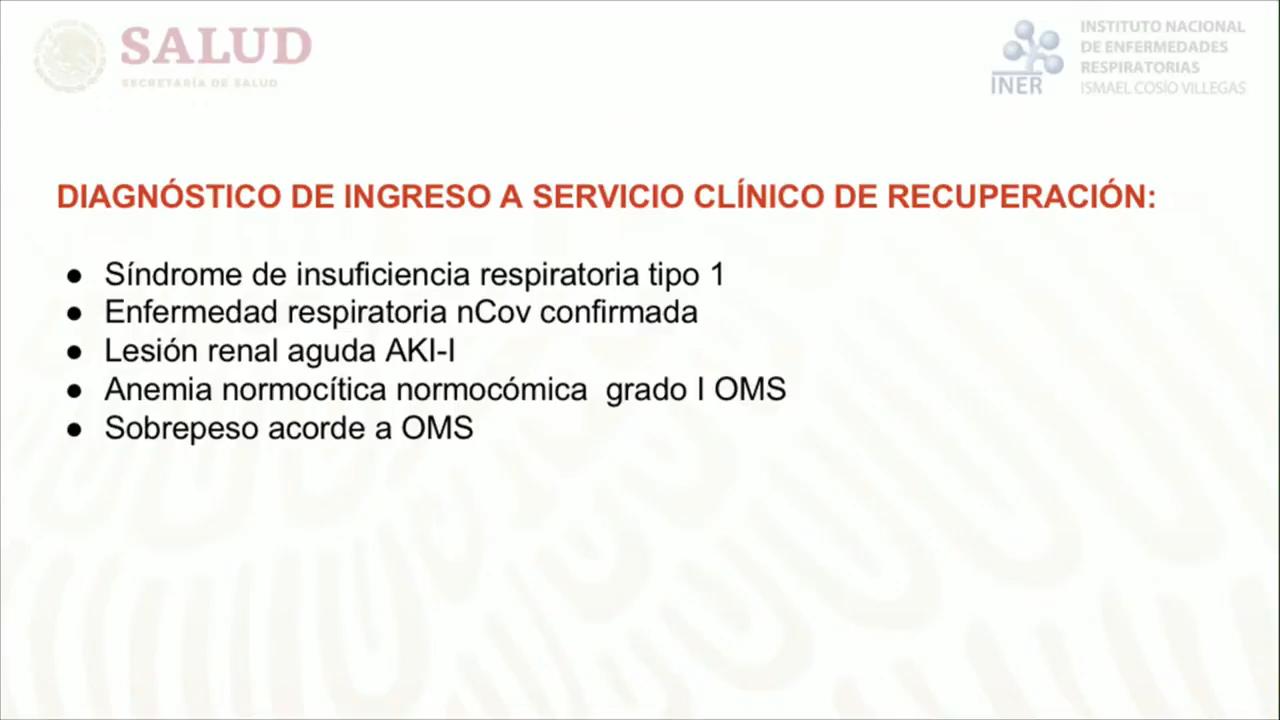 SALUD
SECRETARÍA DE SALUD
INER
INSTITUTO NACIONAL
DE ENFERMEDADES
RESPIRATORIAS
ISMAEL COSÍO VILLEGAS
DIAGNÓSTICO DE INGRESO A SERVICIO CLÍNICO DE RECUPERACIÓN:
● Síndrome de insuficiencia respiratoria tipo 1
● Enfermedad respiratoria nCov confirmada
● Lesión renal aguda AKI-I
● Anemia normocítica normocómica  grado I OMS
● Sobrepeso acorde a OMS